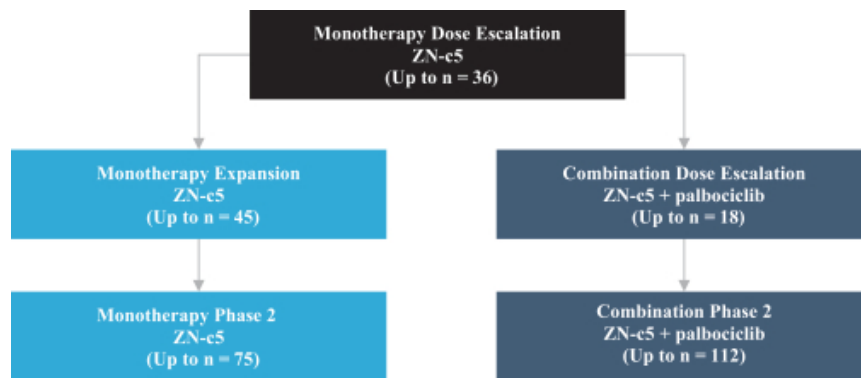 Monotherapy Dose Escalation
ZN-c5
(Up to n = 36)
Monotherapy Expansion
ZN-c5
(Up to n = 45)
Combination Dose Escalation
ZN-c5 + palbociclib
(Up to n = 18)
Monotherapy Phase 2
ZN-c5
(Up to n = 75)
Combination Phase 2
ZN-c5 + palbociclib
(Up to n = 112)